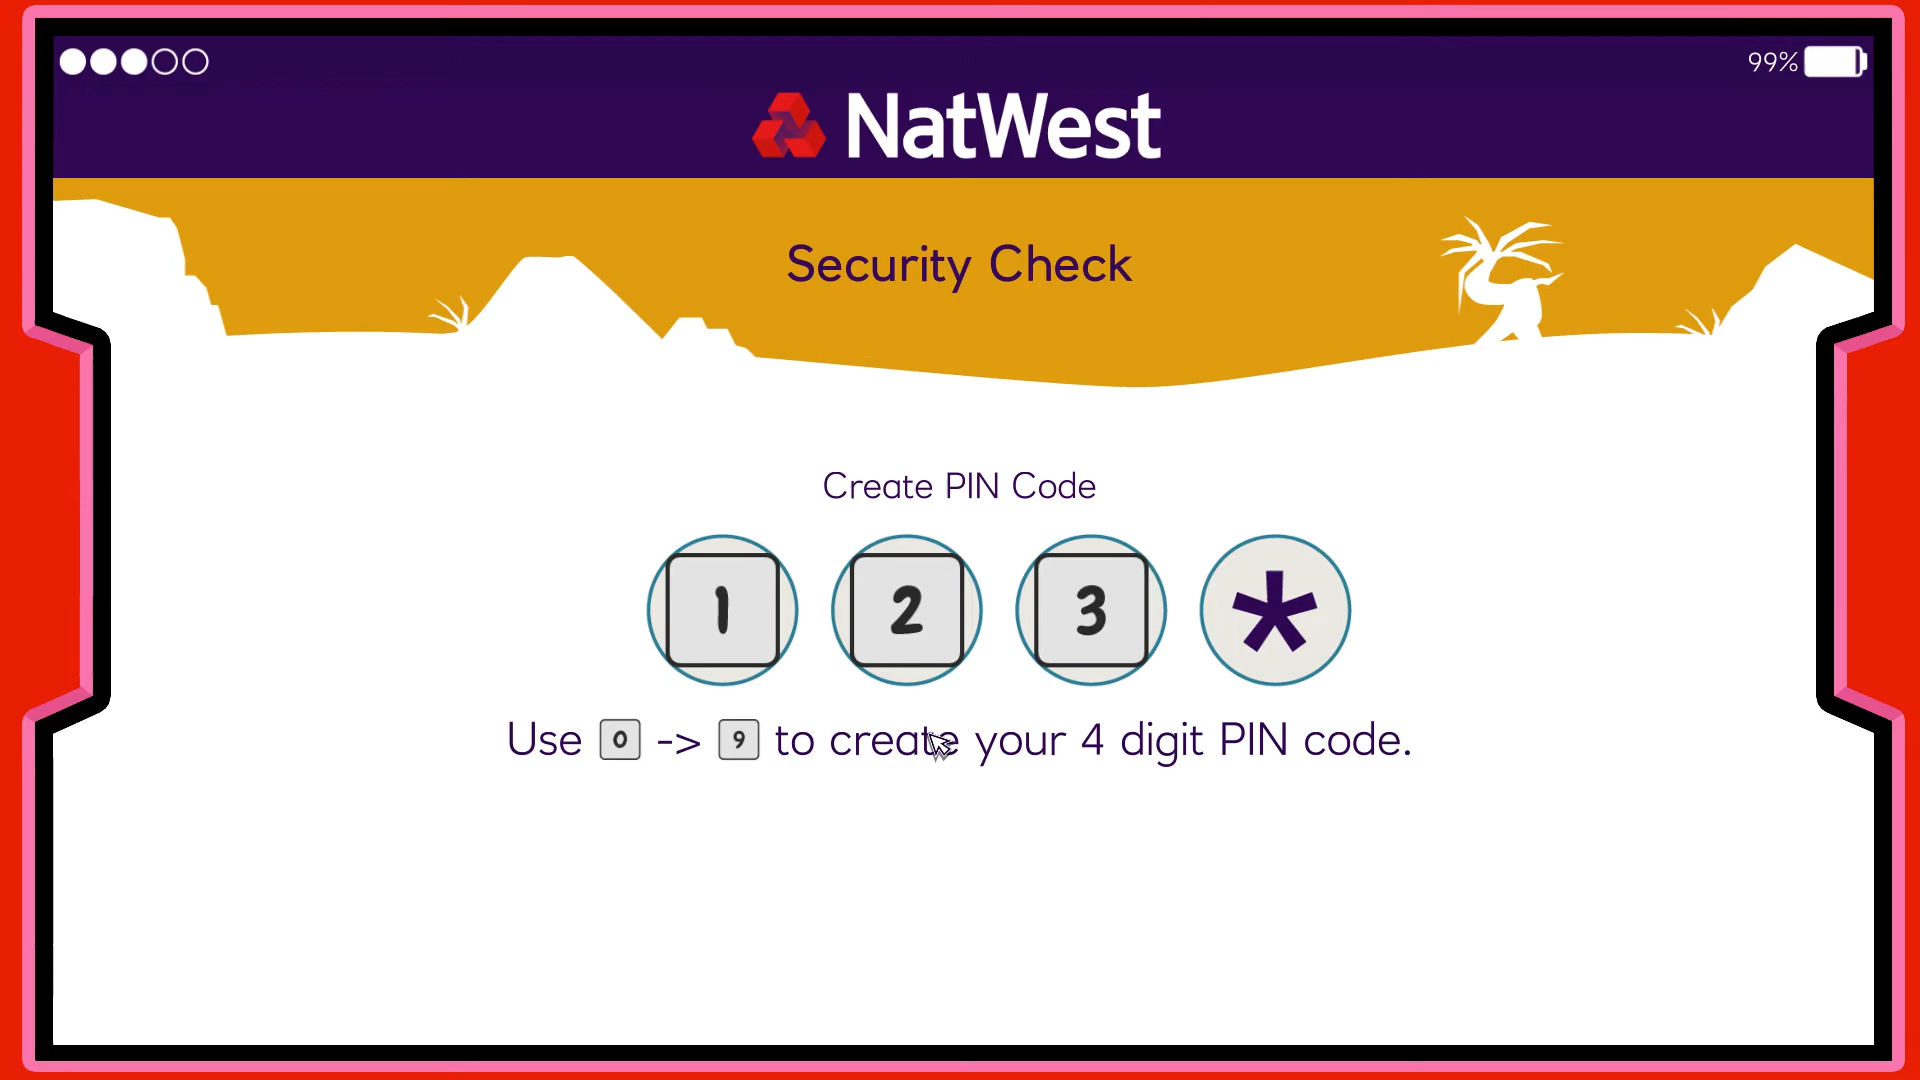 99%
NatWest
Security Check
Create PIN Code
1 2 3 *
Use 0 -> 9 to create your 4 digit PIN code.